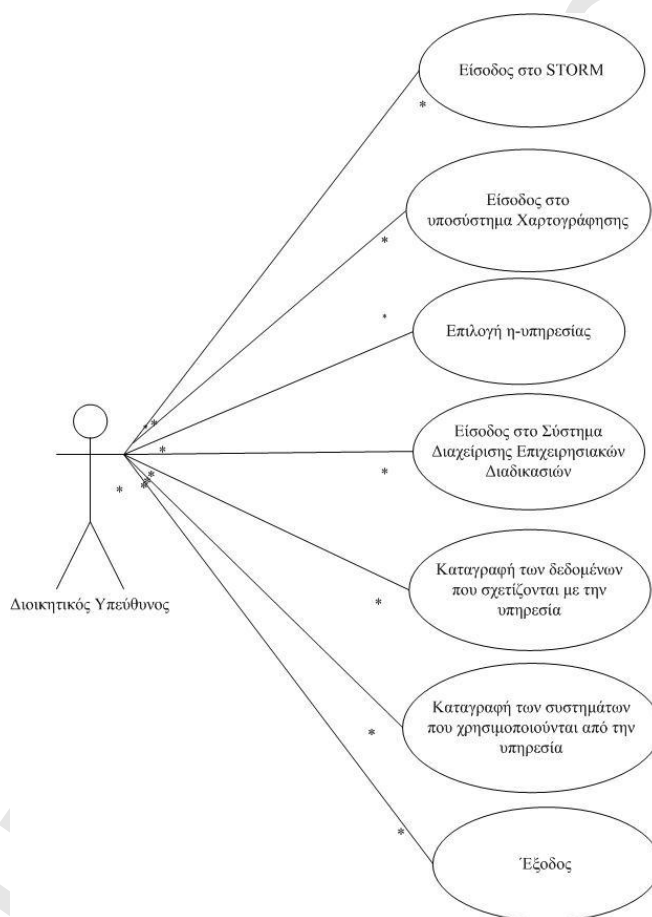 Είσοδος στο STORM
*
Είσοδος στο
υποσύστημα Χαρτογράφησης
*
*
Επιλογή η-υπηρεσίας
*
*
*
Είσοδος στο Σύστημα
Διαχείρισης Επιχειρησιακών
Διαδικασιών
*
*
*
*
*
Καταγραφή των δεδομένων
που σχετίζονται με την
υπηρεσία
*
Διοικητικός Υπεύθυνος
Καταγραφή των συστημάτων
που χρησιμοποιούνται από την
υπηρεσία
*
*
Έξοδος